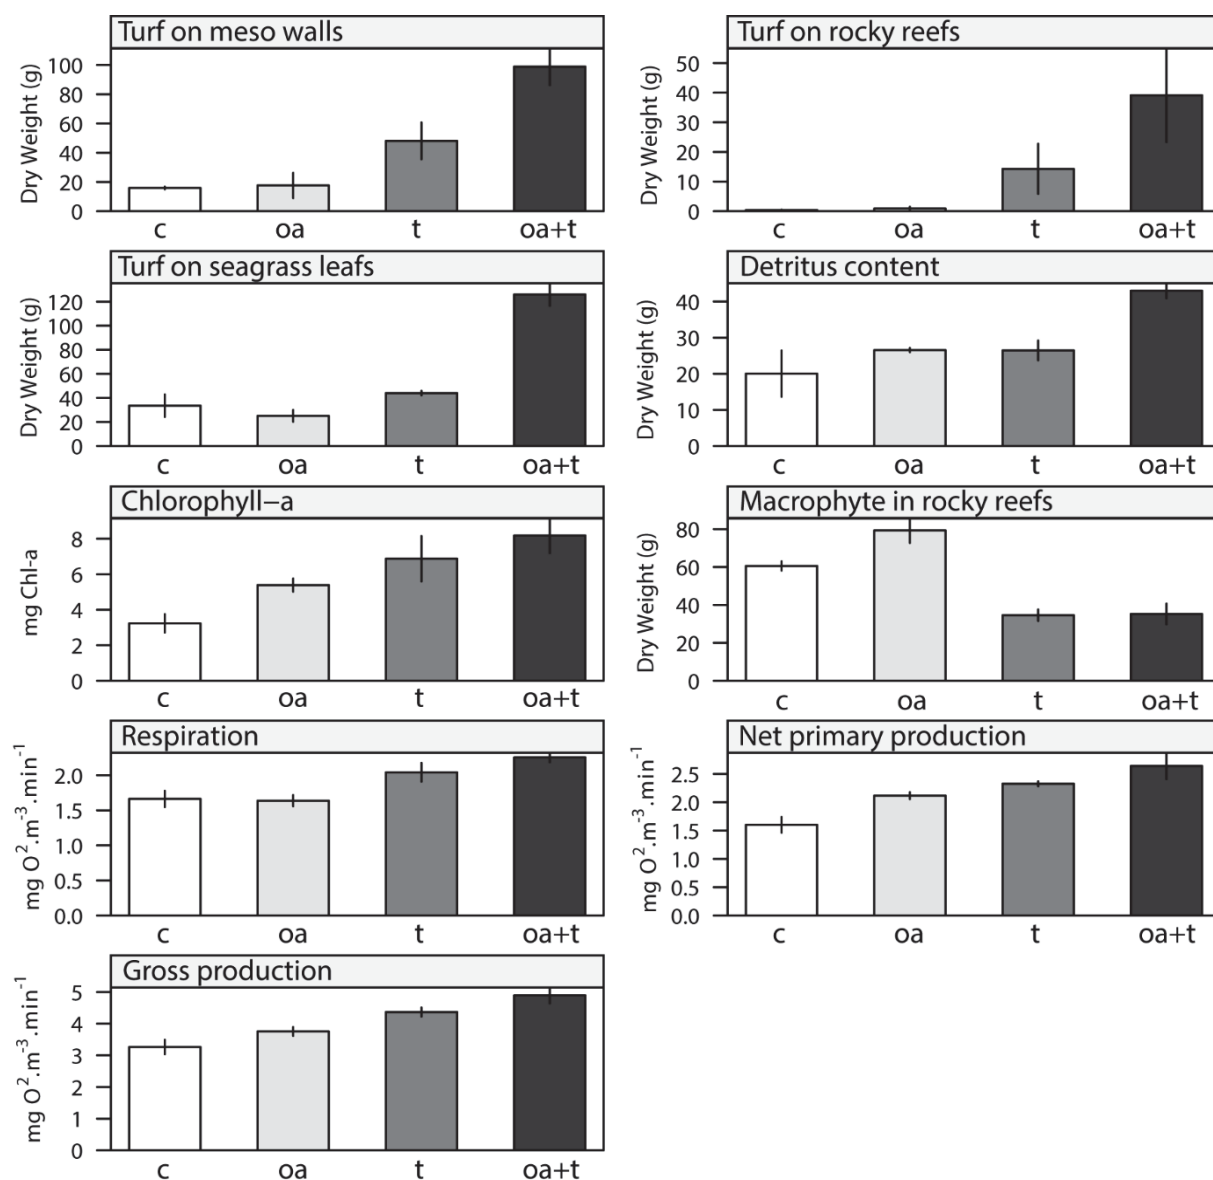 Turf on meso walls
Dry Weight (g)
100
80
60
40
20
0
c oa t oa+t
Turf on rocky reefs
Dry Weight (g)
50
40
30
20
10
0
c oa t oa+t
Turf on seagrass leafs
Dry Weight (g)
120
100
80
60
40
20
0
c oa t oa+t
Detritus content
Dry Weight (g)
40
30
20
10
0
c oa t oa+t
Chlorophyll–a
mg Chl-a
8
6
4
2
0
c oa t oa+t
Macrophyte in rocky reefs
Dry Weight (g)
80
60
40
20
0
c oa t oa+t
Respiration
mg O².m⁻³.min⁻¹
2.0
1.5
1.0
0.5
0.0
c oa t oa+t
Net primary production
mg O².m⁻³.min⁻¹
2.5
2.0
1.5
1.0
0.5
0.0
c oa t oa+t
Gross production
mg O².m⁻³.min⁻¹
5
4
3
2
1
0
c oa t oa+t